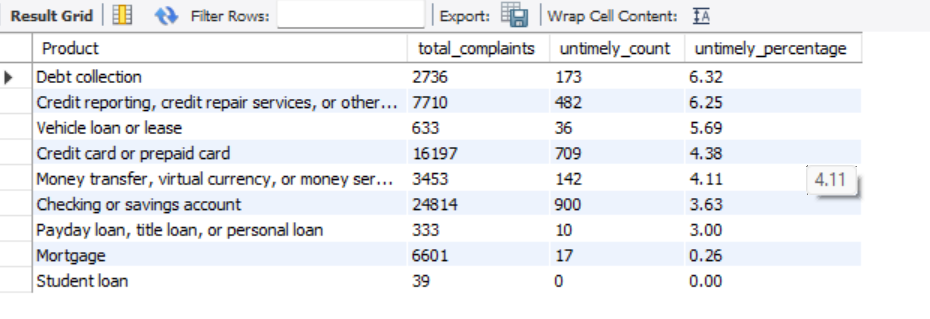 Result Grid Filter Rows: Export: Wrap Cell Content: IA
Product total_complaints untimely_count untimely_percentage
Debt collection 2736 173 6.32
Credit reporting, credit repair services, or other... 7710 482 6.25
Vehicle loan or lease 633 36 5.69
Credit card or prepaid card 16197 709 4.38
Money transfer, virtual currency, or money ser... 3453 142 4.11 4.11
Checking or savings account 24814 900 3.63
Payday loan, title loan, or personal loan 333 10 3.00
Mortgage 6601 17 0.26
Student loan 39 0 0.00